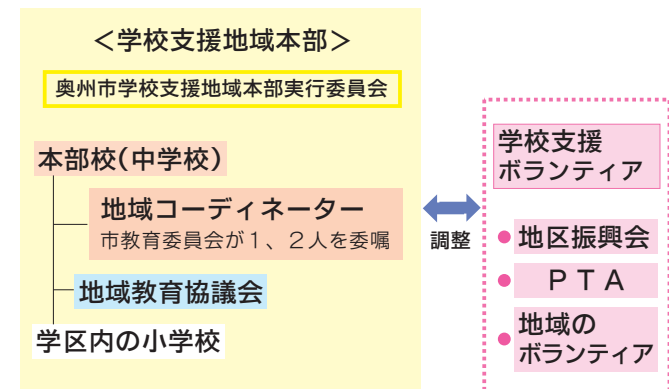 ＜学校支援地域本部＞
奥州市学校支援地域本部実行委員会
本部校(中学校)
地域コーディネーター
市教育委員会が１、２人を委嘱
地域教育協議会
学区内の小学校
調整
学校支援
ボランティア
●地区振興会
●ＰＴＡ
●地域の
ボランティア